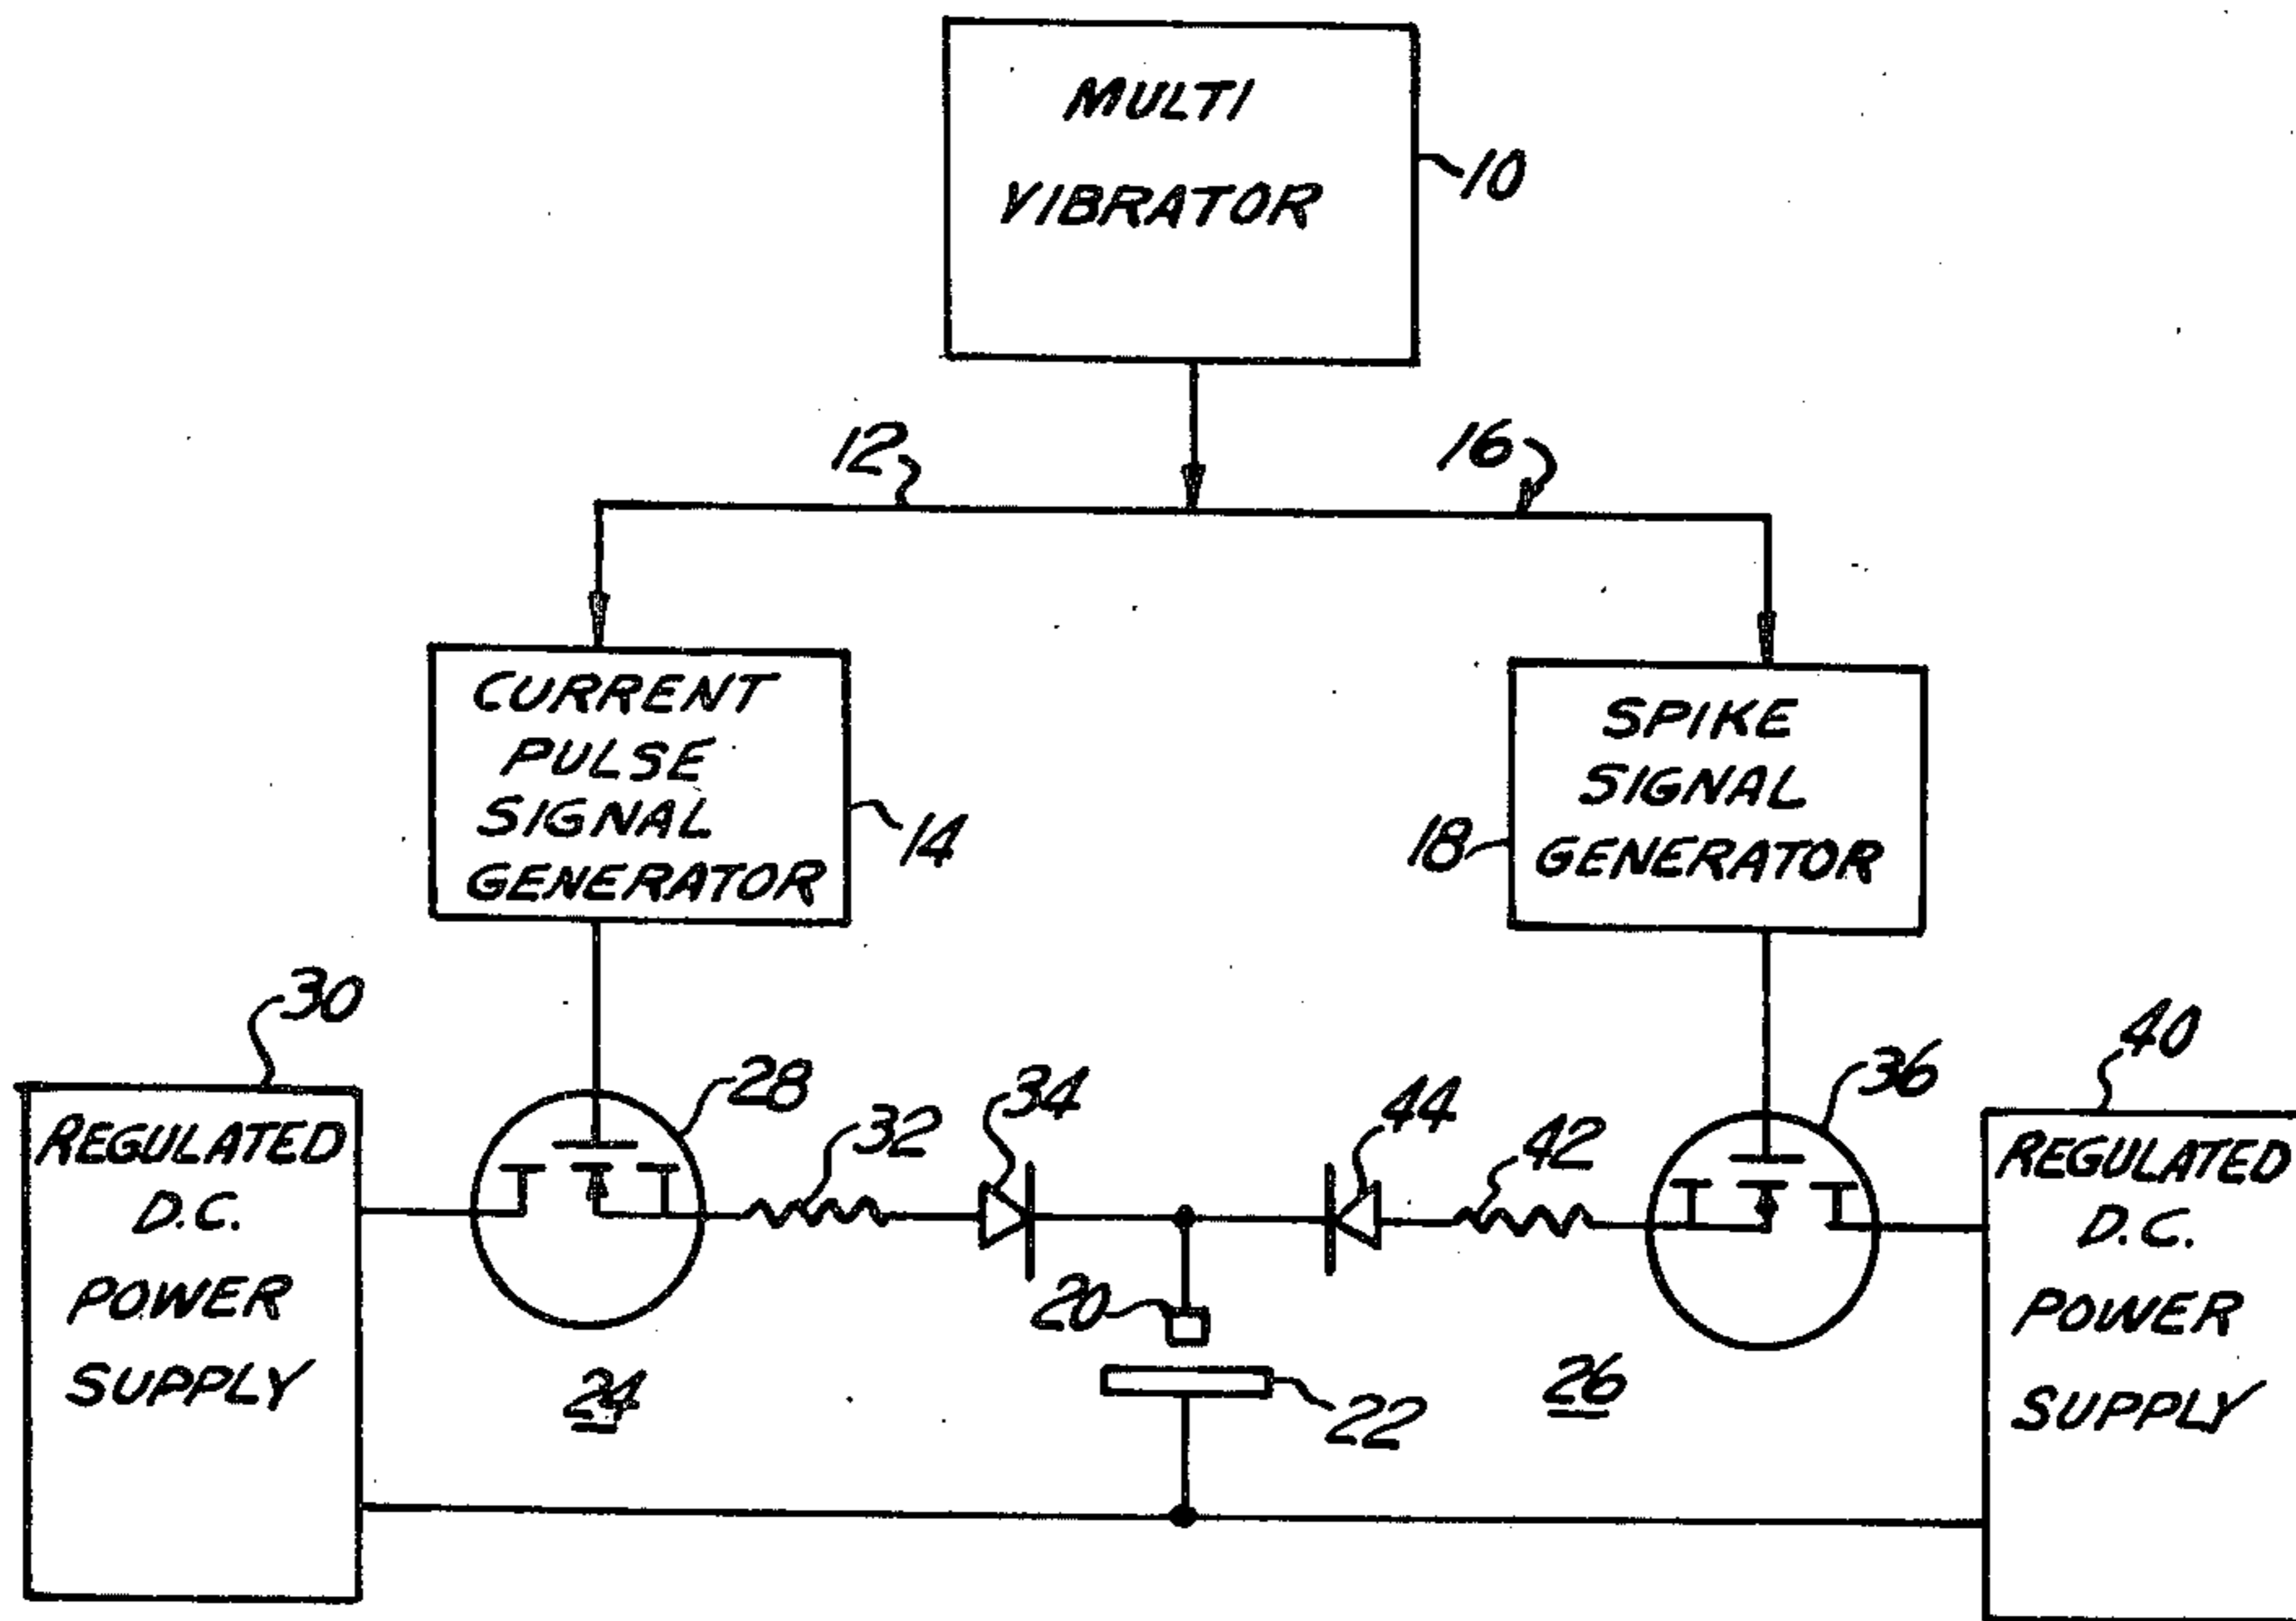 MULTI
VIBRATOR
10
12
16
CURRENT
PULSE
SIGNAL
GENERATOR
14
SPIKE
SIGNAL
GENERATOR
18
30
28
32
34
44
42
36
40
REGULATED
D.C.
POWER
SUPPLY
24
20
22
26
REGULATED
D.C.
POWER
SUPPLY